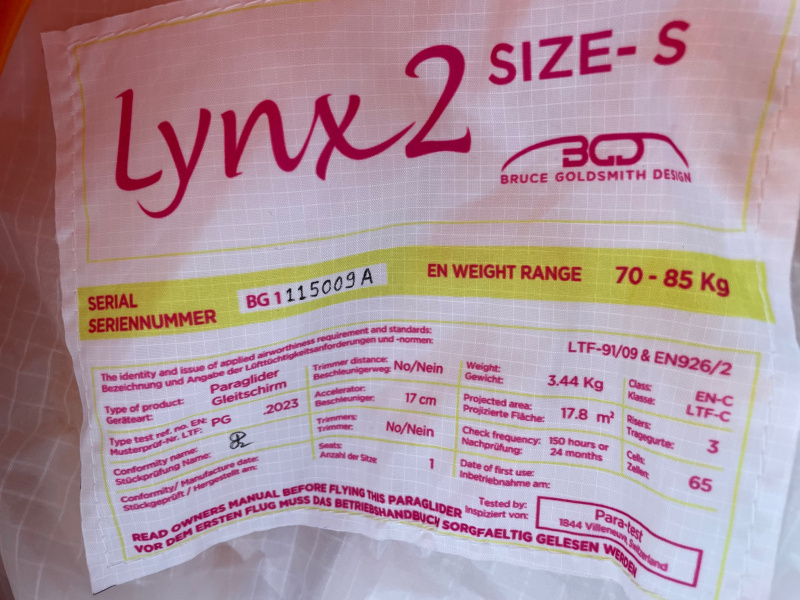 Lynx2 SIZE- S
BGD
BRUCE GOLDSMITH DESIGN
SERIAL
SERIENNUMMER
BG 1115009A
EN WEIGHT RANGE 70 - 85 Kg
The identity and issue of applied airworthiness requirement and standards:
Bezeichnung und Angabe der Lufttüchtigkeitsanforderungen und -normen:
LTF-91/09 & EN926/2
Type of product: Paraglider
Geräteart: Gleitschirm
Type test ref. no. EN:
Musterprüf-Nr. LTF: PG .2023
Conformity name:
Stückprüfung Name:
Conformity/ Manufacture date:
Stückgeprüft / Hergestellt am:
Trimmer distance:
Beschleunigerweg: No/Nein
Accelerator:
Beschleuniger: 17 cm
Trimmers:
Trimmer: No/Nein
Seats:
Anzahl der Sitze: 1
Weight:
Gewicht: 3.44 Kg
Projected area:
Projizierte Fläche: 17.8 m²
Check frequency: 150 hours or
Nachprüfung: 24 months
Date of first use:
Inbetriebnahme am:
Class: EN-C
Klasse: LTF-C
Risers:
Tragegurte: 3
Cells:
Zellen: 65
Tested by:
Inspiziert von:
Para-test
1844 Villeneuve, Switzerland
READ OWNERS MANUAL BEFORE FLYING THIS PARAGLIDER
VOR DEM ERSTEN FLUG MUSS DAS BETRIEBSHANDBUCH SORGFAELTIG GELESEN WERDEN